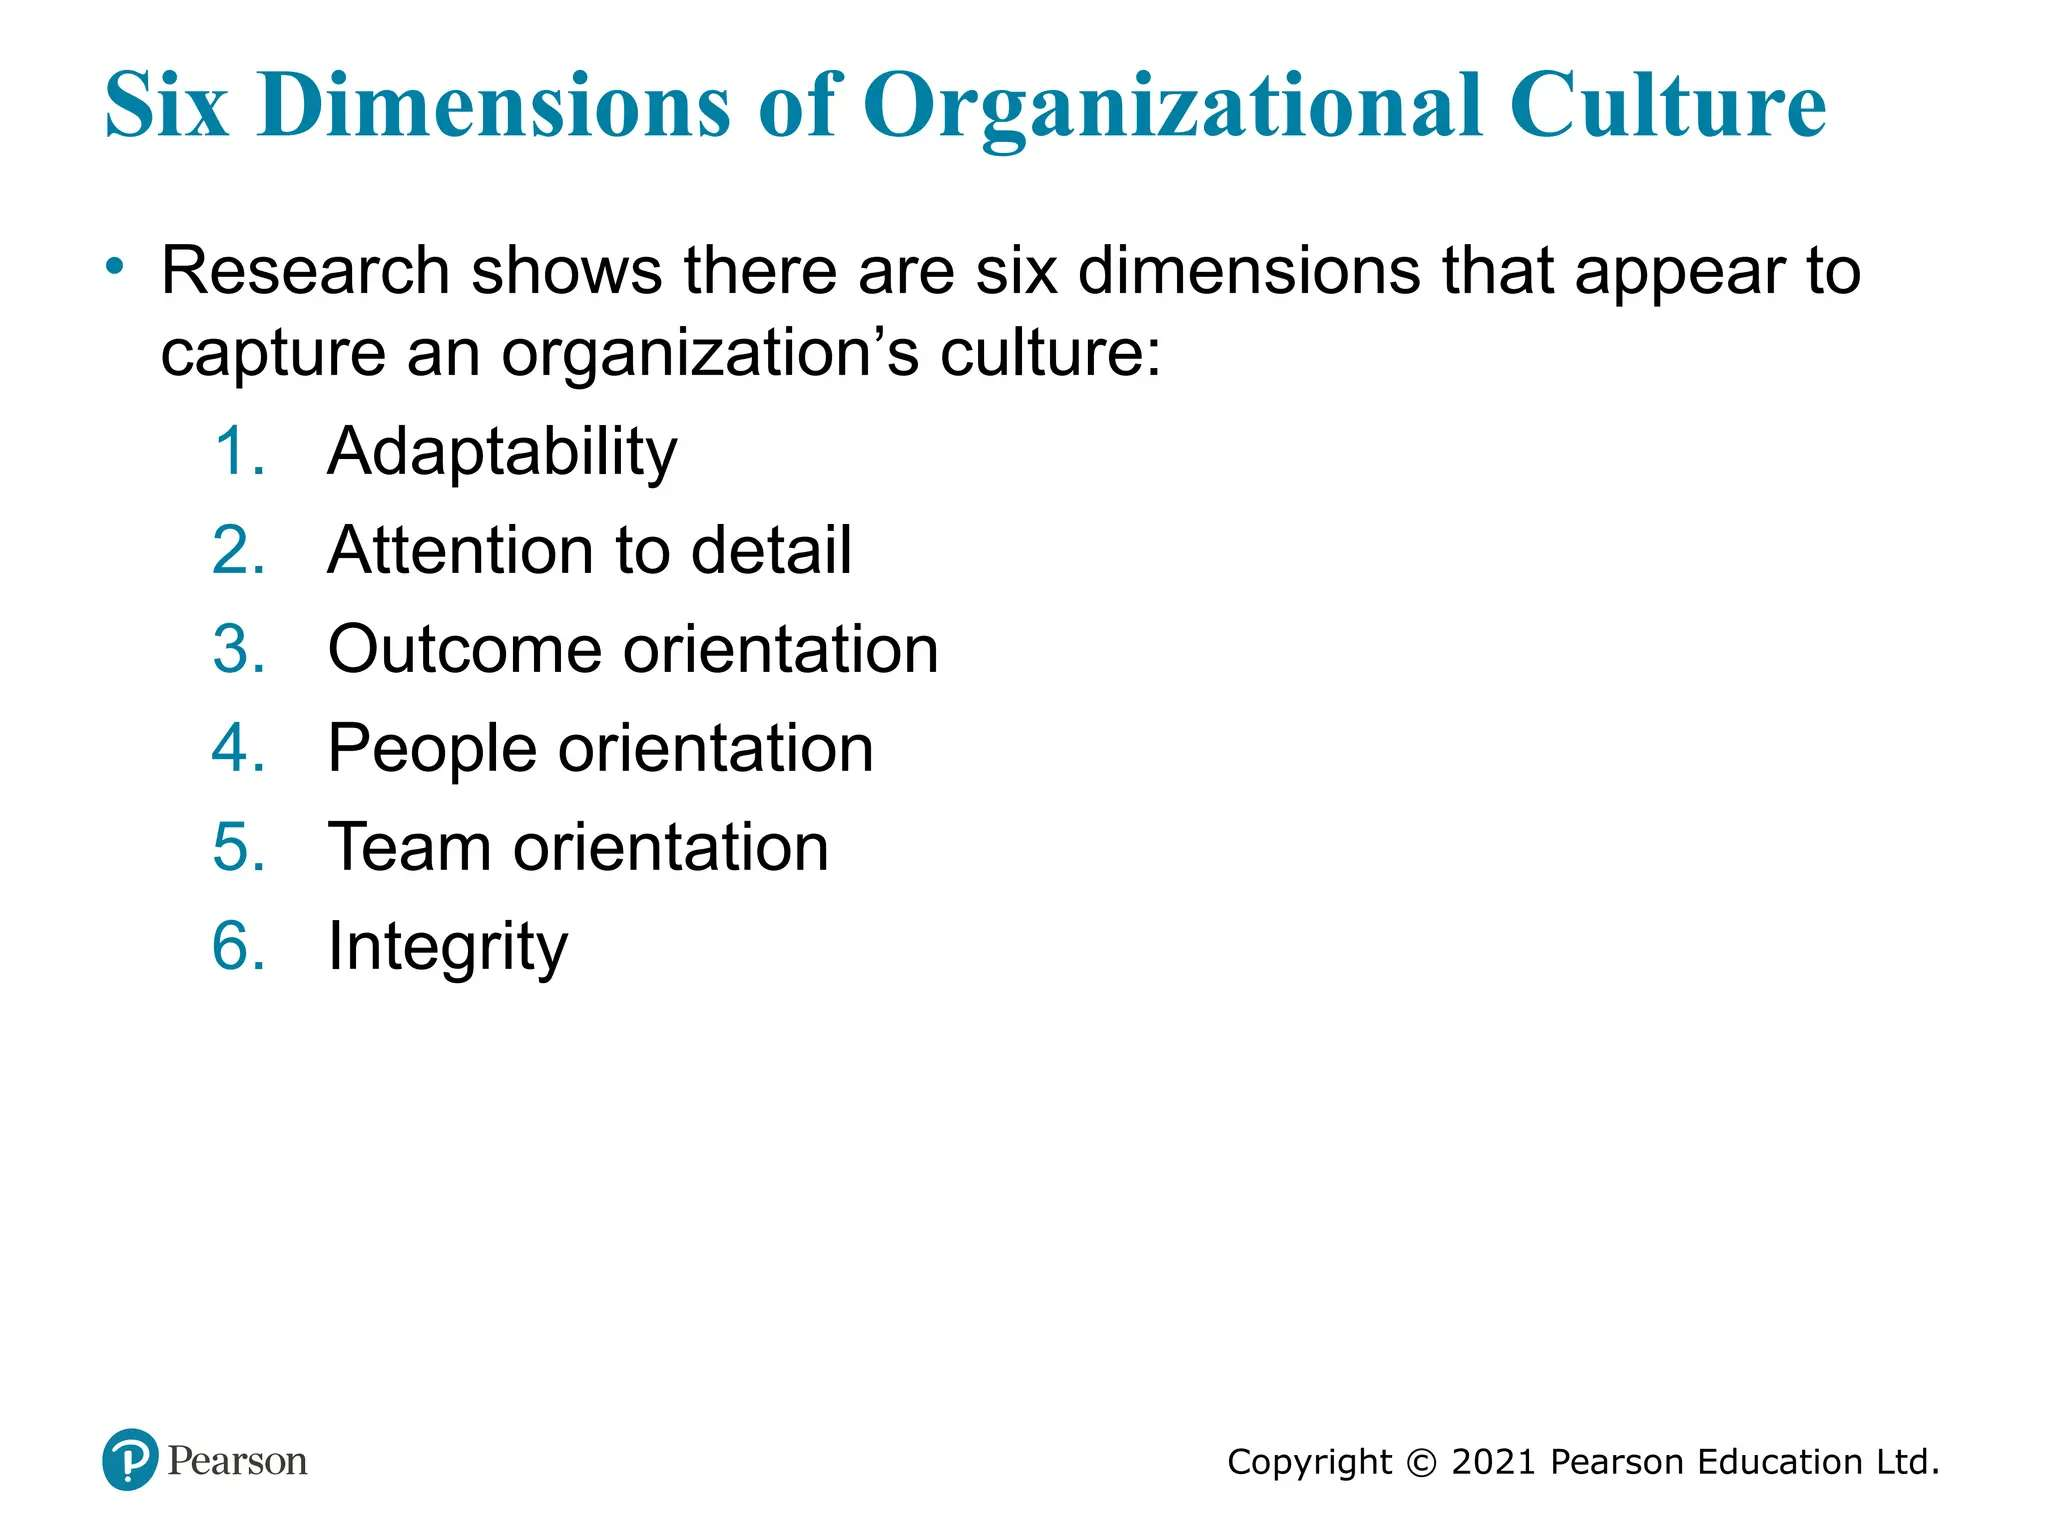 Six Dimensions of Organizational Culture
• Research shows there are six dimensions that appear to
capture an organization’s culture:
1. Adaptability
2. Attention to detail
3. Outcome orientation
4. People orientation
5. Team orientation
6. Integrity
Pearson
Copyright © 2021 Pearson Education Ltd.